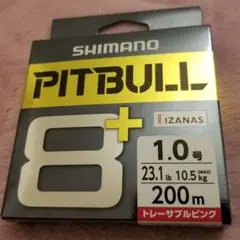 SHIMANO
PITBULL
8+
IZANAS
1.0号
23.1 lb 10.5 kg (MAX)
200m
トレーサブルピンク